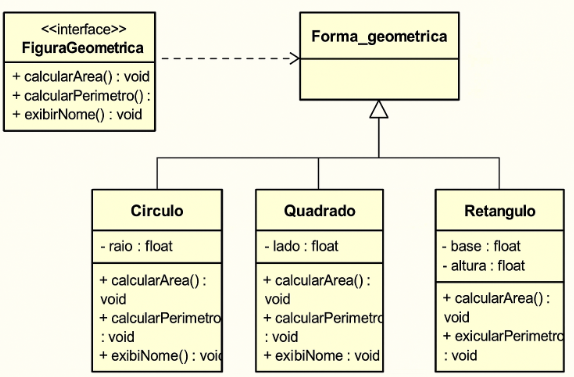 <<interface>>
FiguraGeometrica
+ calcularArea() : void
+ calcularPerimetro() :
+ exibirNome() : void
Forma_geometrica
Circulo
- raio : float
+ calcularArea() :
void
+ calcularPerimetro
: void
+ exibiNome() : void
Quadrado
- lado : float
+ calcularArea() :
void
+ calcularPerimetro
: void
+ exibiNome : void
Retangulo
- base : float
- altura : float
+ calcularArea() :
void
+ exicularPerimetro
: void